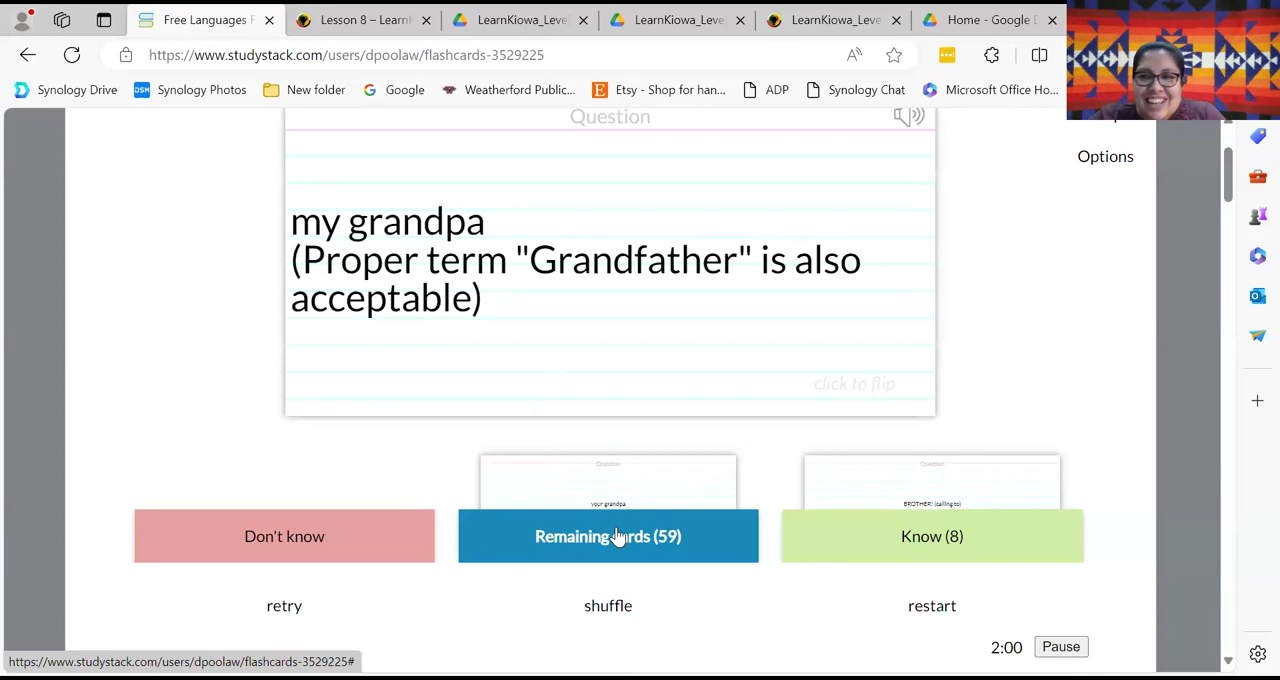 Free Languages F
Lesson 8 – Learnk
LearnKiowa_Level
LearnKiowa_Leve
LearnKiowa_Leve
Home - Google D
https://www.studystack.com/users/dpoolaw/flashcards-3529225
Synology Drive
Synology Photos
New folder
Google
Weatherford Public...
Etsy - Shop for han...
ADP
Synology Chat
Microsoft Office Ho...
Question
Options
my grandpa
(Proper term "Grandfather" is also
acceptable)
click to flip
Question
your grandpa
Question
BROTHER! (calling to)
Don't know
Remaining cards (59)
Know (8)
retry
shuffle
restart
2:00
Pause
https://www.studystack.com/users/dpoolaw/flashcards-3529225#